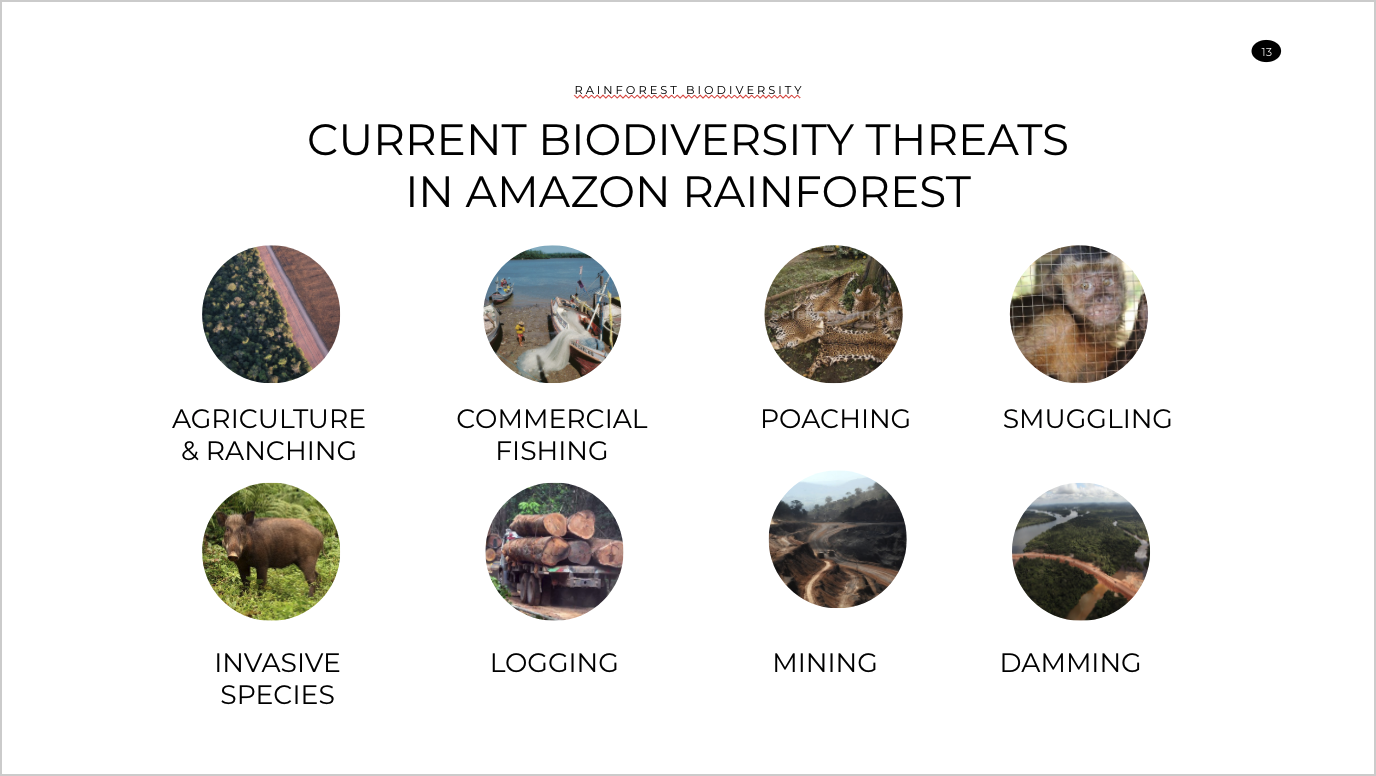 13
RAINFOREST BIODIVERSITY
CURRENT BIODIVERSITY THREATS
IN AMAZON RAINFOREST
AGRICULTURE
& RANCHING
COMMERCIAL
FISHING
POACHING
SMUGGLING
INVASIVE
SPECIES
LOGGING
MINING
DAMMING